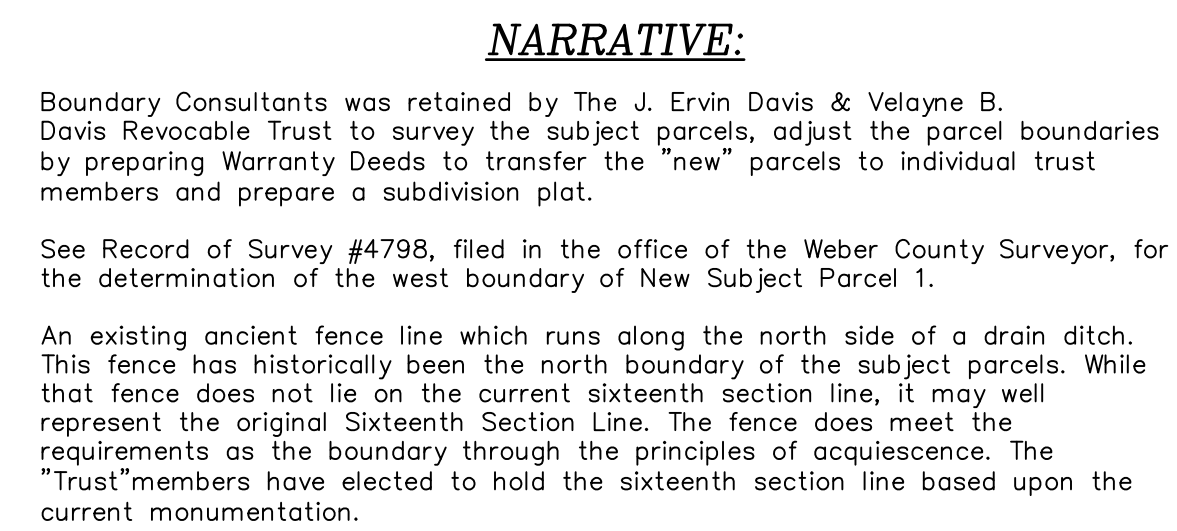 NARRATIVE:
Boundary Consultants was retained by The J. Ervin Davis & Velayne B.
Davis Revocable Trust to survey the subject parcels, adjust the parcel boundaries
by preparing Warranty Deeds to transfer the "new" parcels to individual trust
members and prepare a subdivision plat.
See Record of Survey #4798, filed in the office of the Weber County Surveyor, for
the determination of the west boundary of New Subject Parcel 1.
An existing ancient fence line which runs along the north side of a drain ditch.
This fence has historically been the north boundary of the subject parcels. While
that fence does not lie on the current sixteenth section line, it may well
represent the original Sixteenth Section Line. The fence does meet the
requirements as the boundary through the principles of acquiescence. The
"Trust"members have elected to hold the sixteenth section line based upon the
current monumentation.